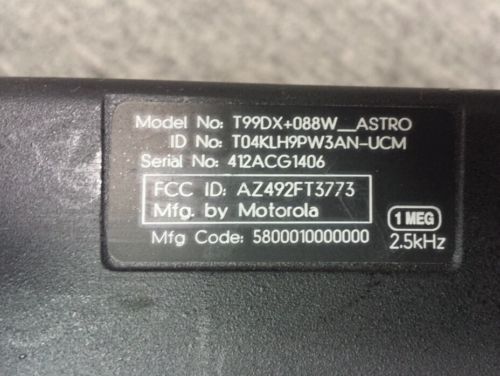 Model No: T99DX+088W__ASTRO
ID No: T04KLH9PW3AN-UCM
Serial No: 412ACG1406
FCC ID: AZ492FT3773
Mfg. by Motorola
1 MEG
Mfg Code: 5800010000000
2.5kHz